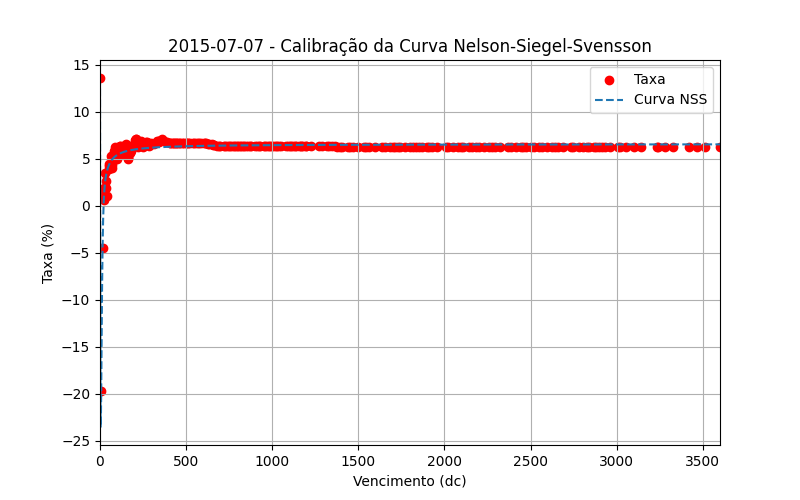 2015-07-07 - Calibração da Curva Nelson-Siegel-Svensson
Taxa
Curva NSS
Taxa (%)
15
10
5
0
−5
−10
−15
−20
−25
0 500 1000 1500 2000 2500 3000 3500
Vencimento (dc)